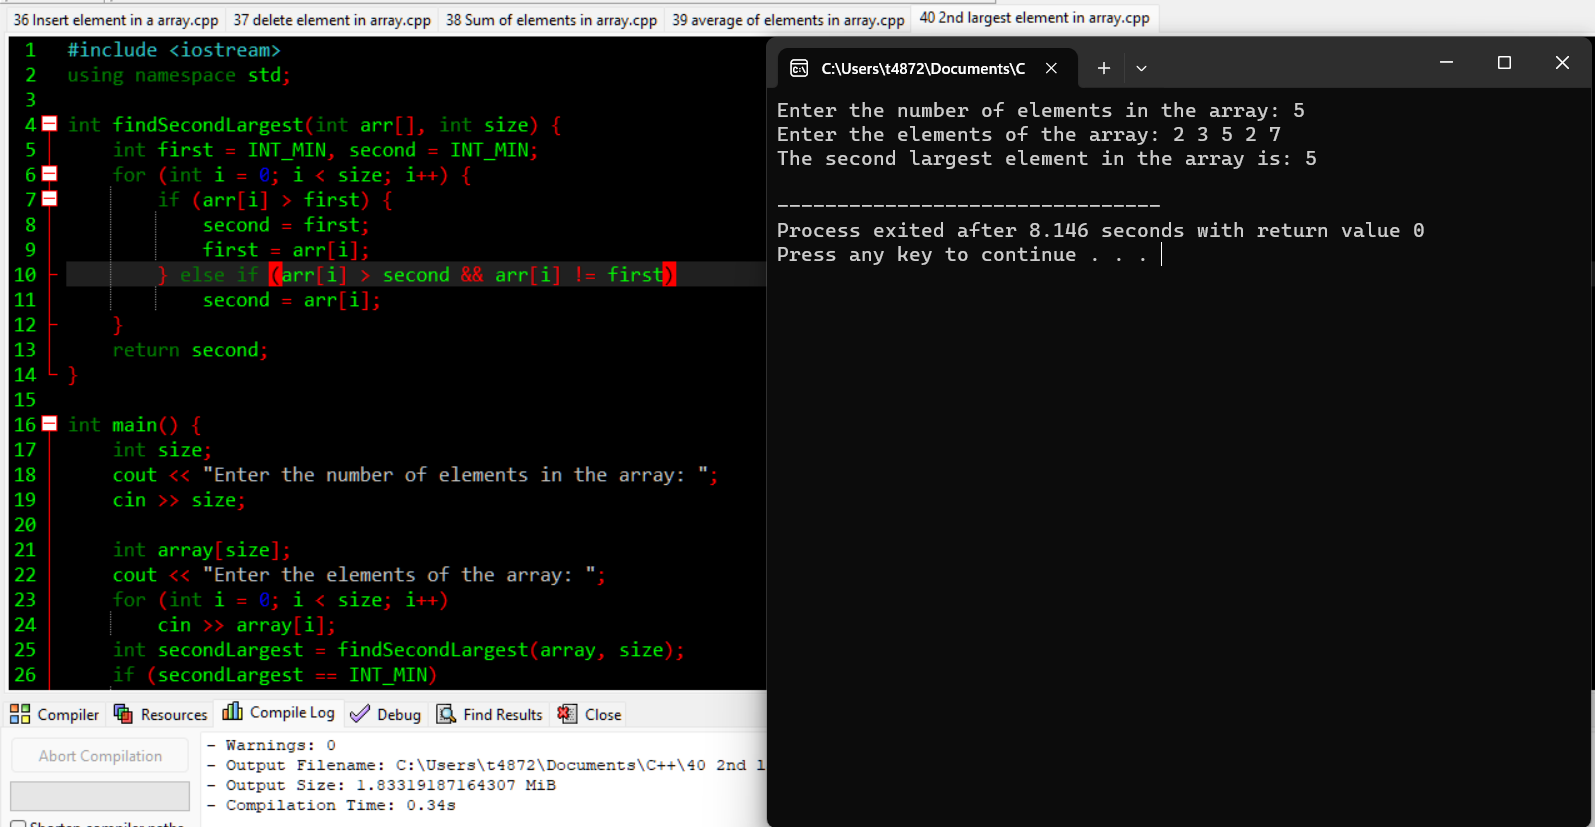 36 Insert element in a array.cpp 37 delete element in array.cpp 38 Sum of elements in array.cpp 39 average of elements in array.cpp 40 2nd largest element in array.cpp
1 #include <iostream>
2 using namespace std;
3
4 int findSecondLargest(int arr[], int size) {
5 int first = INT_MIN, second = INT_MIN;
6 for (int i = 0; i < size; i++) {
7 if (arr[i] > first) {
8 second = first;
9 first = arr[i];
10 } else if (arr[i] > second && arr[i] != first)
11 second = arr[i];
12 }
13 return second;
14 }
15
16 int main() {
17 int size;
18 cout << "Enter the number of elements in the array: ";
19 cin >> size;
20
21 int array[size];
22 cout << "Enter the elements of the array: ";
23 for (int i = 0; i < size; i++)
24 cin >> array[i];
25 int secondLargest = findSecondLargest(array, size);
26 if (secondLargest == INT_MIN)
C:\Users\t4872\Documents\C
Enter the number of elements in the array: 5
Enter the elements of the array: 2 3 5 2 7
The second largest element in the array is: 5
--------------------------------
Process exited after 8.146 seconds with return value 0
Press any key to continue . . .
Compiler Resources Compile Log Debug Find Results Close
Abort Compilation
- Warnings: 0
- Output Filename: C:\Users\t4872\Documents\C++\40 2nd l
- Output Size: 1.83319187164307 MiB
- Compilation Time: 0.34s